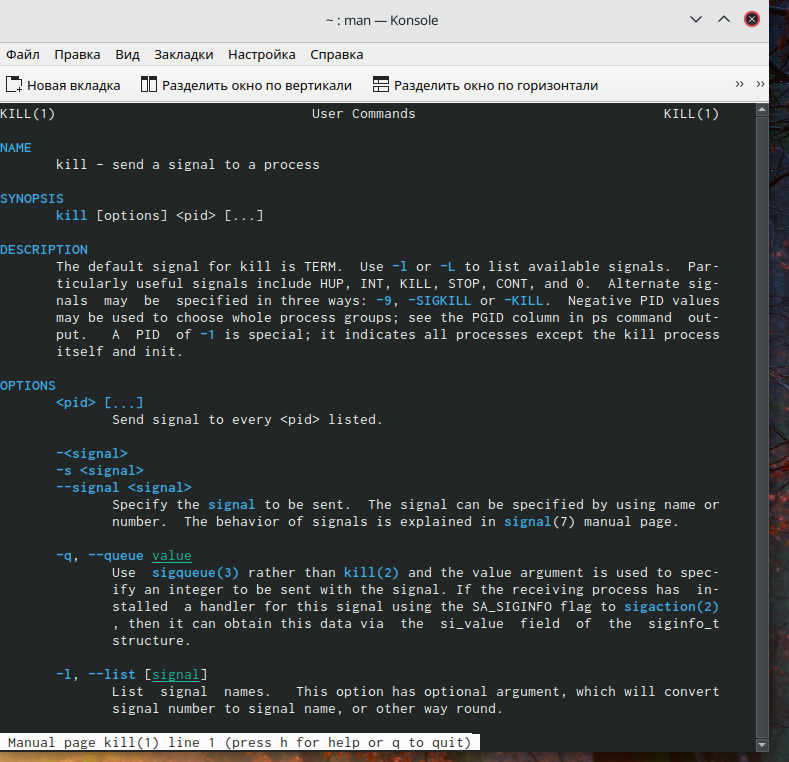 ~ : man — Konsole
Файл Правка Вид Закладки Настройка Справка
Новая вкладка Разделить окно по вертикали Разделить окно по горизонтали
KILL(1) User Commands KILL(1)
NAME
kill - send a signal to a process
SYNOPSIS
kill [options] <pid> [...]
DESCRIPTION
The default signal for kill is TERM. Use -l or -L to list available signals. Par-
ticularly useful signals include HUP, INT, KILL, STOP, CONT, and 0. Alternate sig-
nals may be specified in three ways: -9, -SIGKILL or -KILL. Negative PID values
may be used to choose whole process groups; see the PGID column in ps command out-
put. A PID of -1 is special; it indicates all processes except the kill process
itself and init.
OPTIONS
<pid> [...]
Send signal to every <pid> listed.
-<signal>
-s <signal>
--signal <signal>
Specify the signal to be sent. The signal can be specified by using name or
number. The behavior of signals is explained in signal(7) manual page.
-q, --queue value
Use sigqueue(3) rather than kill(2) and the value argument is used to spec-
ify an integer to be sent with the signal. If the receiving process has in-
stalled a handler for this signal using the SA_SIGINFO flag to sigaction(2)
, then it can obtain this data via the si_value field of the siginfo_t
structure.
-l, --list [signal]
List signal names. This option has optional argument, which will convert
signal number to signal name, or other way round.
Manual page kill(1) line 1 (press h for help or q to quit)